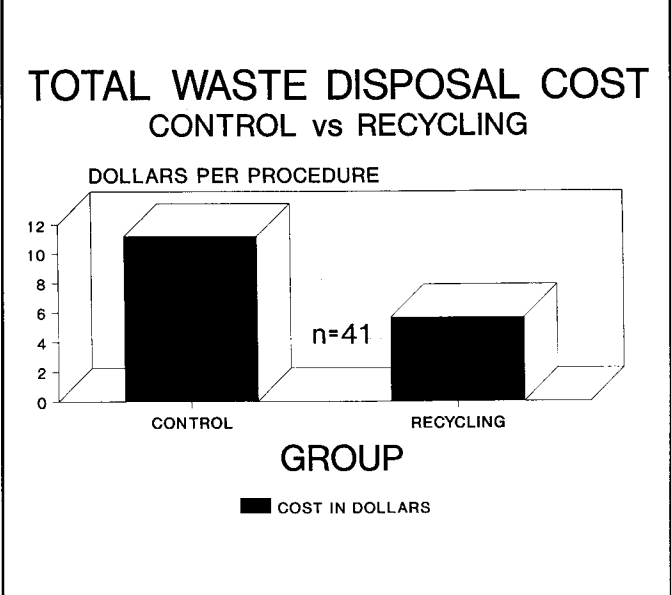 TOTAL WASTE DISPOSAL COST
CONTROL vs RECYCLING
DOLLARS PER PROCEDURE
12
10
8
6
4
2
0
n=41
CONTROL RECYCLING
GROUP
COST IN DOLLARS